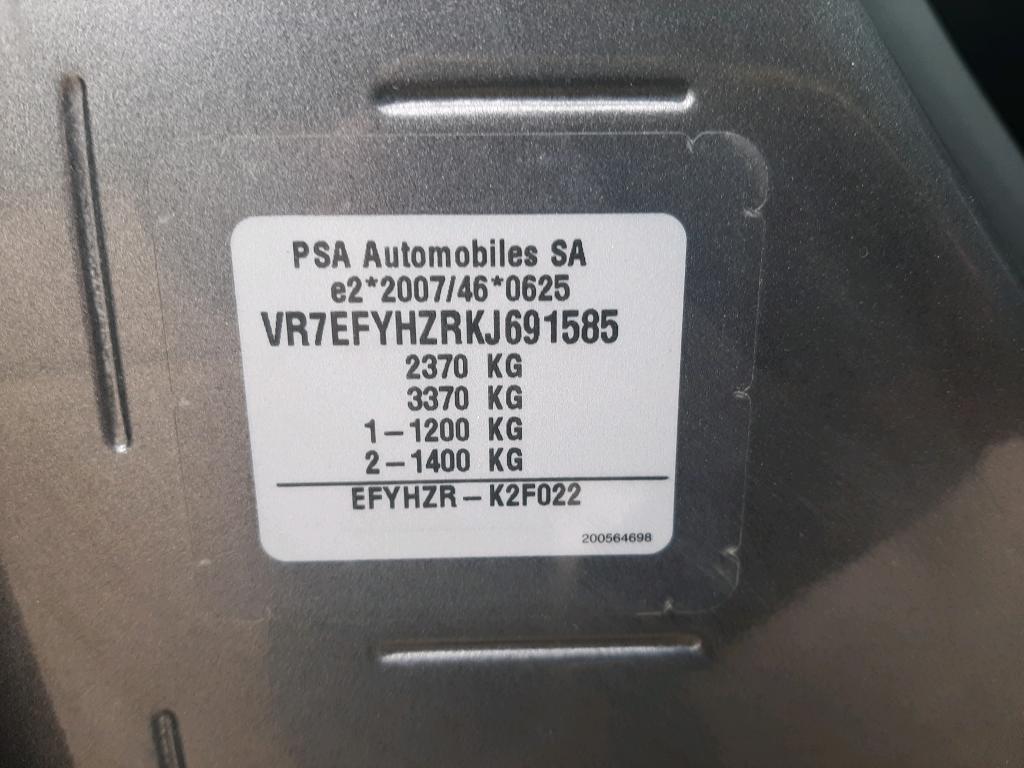 PSA Automobiles SA
e2*2007/46*0625
VR7EFYHZRKJ691585
2370 KG
3370 KG
1-1200 KG
2-1400 KG
EFYHZR-K2F022
200564698